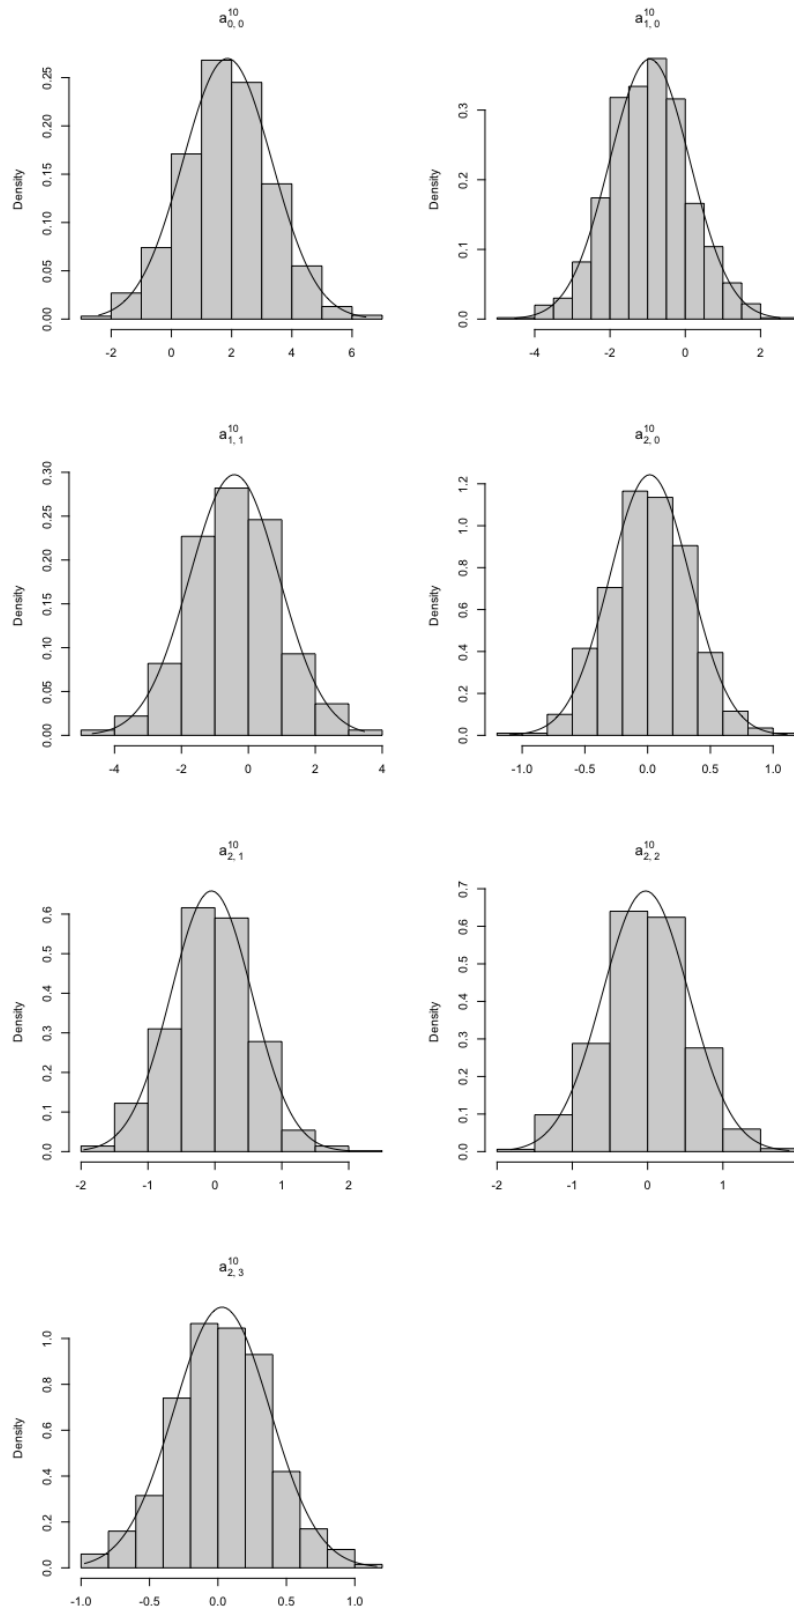 a^{10}_{0, 0}
Density
0.00 0.05 0.10 0.15 0.20 0.25
-2 0 2 4 6
a^{10}_{1, 0}
Density
0.0 0.1 0.2 0.3
-4 -2 0 2
a^{10}_{1, 1}
Density
0.00 0.05 0.10 0.15 0.20 0.25 0.30
-4 -2 0 2 4
a^{10}_{2, 0}
Density
0.0 0.2 0.4 0.6 0.8 1.0 1.2
-1.0 -0.5 0.0 0.5 1.0
a^{10}_{2, 1}
Density
0.0 0.1 0.2 0.3 0.4 0.5 0.6
-2 -1 0 1 2
a^{10}_{2, 2}
Density
0.0 0.1 0.2 0.3 0.4 0.5 0.6 0.7
-2 -1 0 1
a^{10}_{2, 3}
Density
0.0 0.2 0.4 0.6 0.8 1.0
-1.0 -0.5 0.0 0.5 1.0